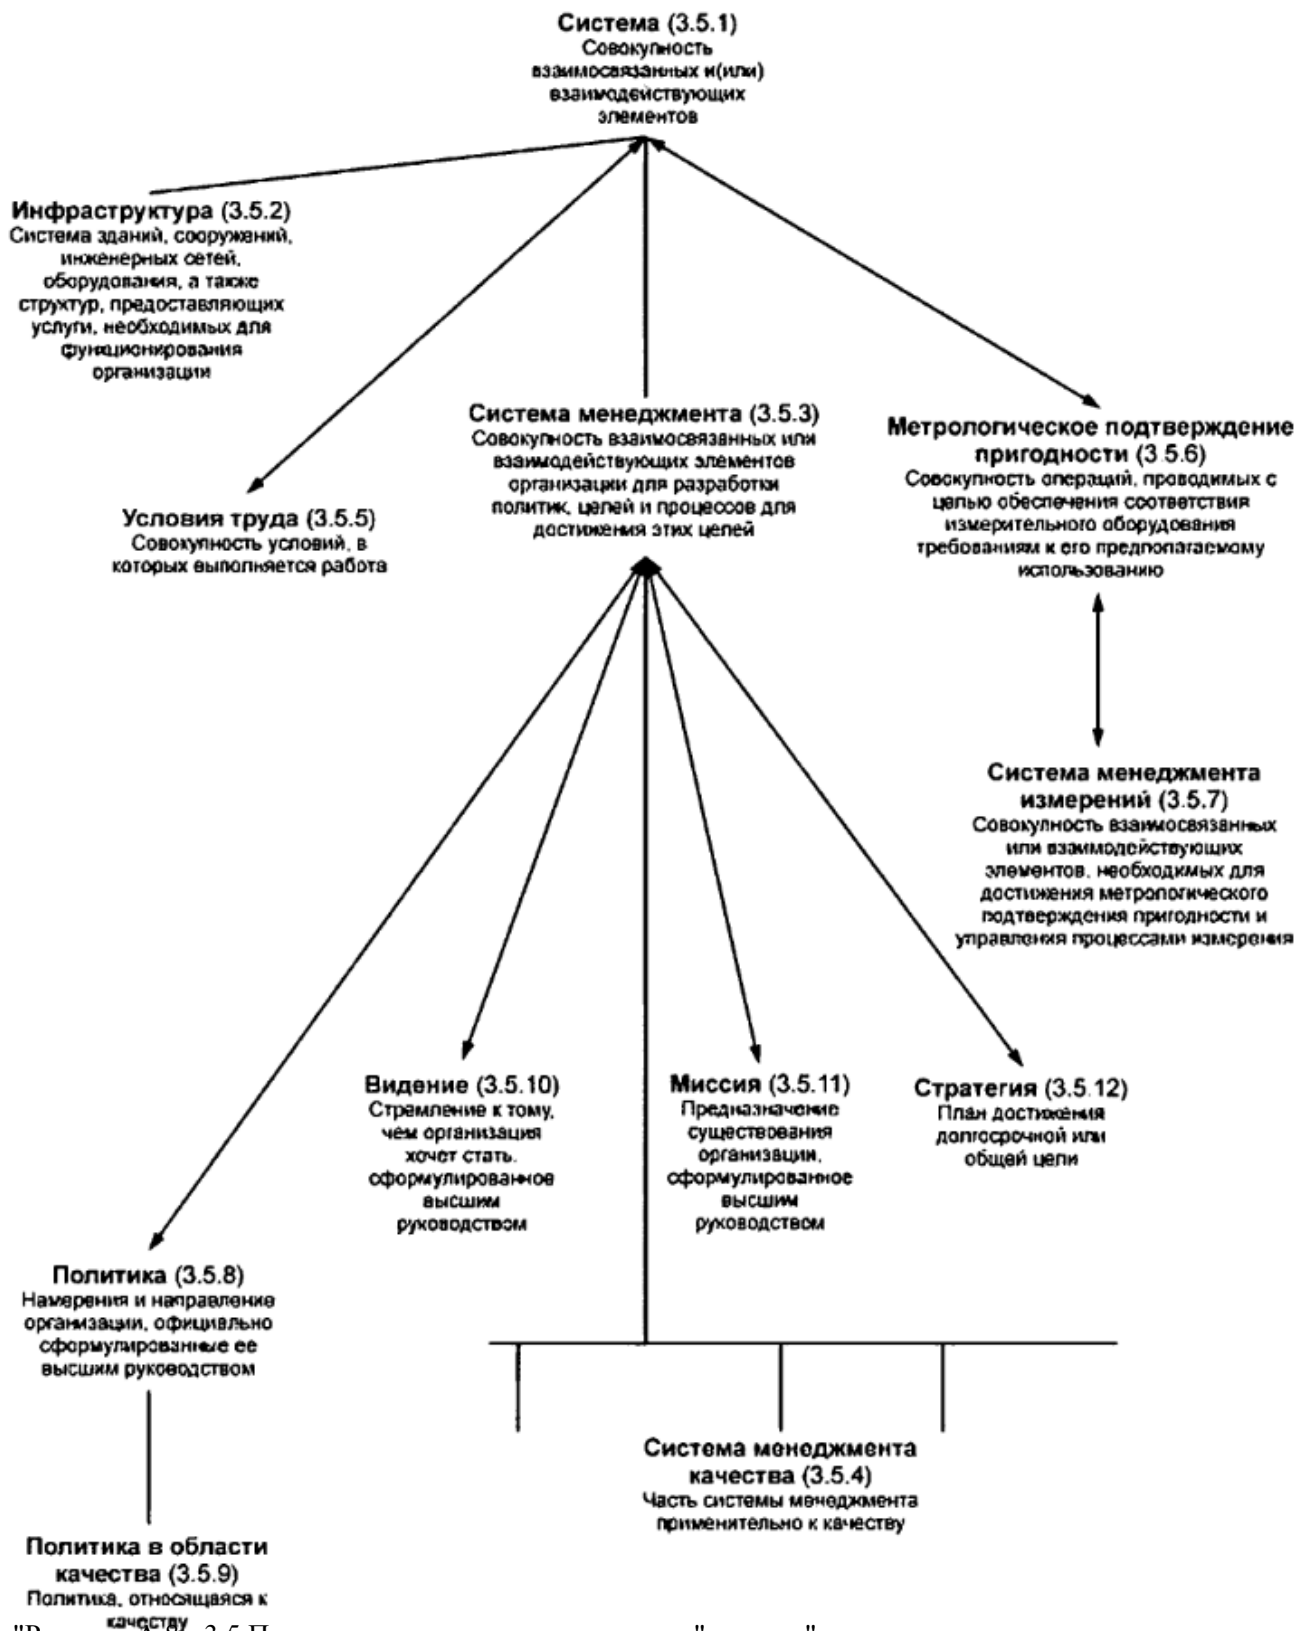 Система (3.5.1)
Совокупность
взаимосвязанных и(или)
взаимодействующих
элементов
Инфраструктура (3.5.2)
Система зданий, сооружений,
инженерных сетей,
оборудования, а также
структур, предоставляющих
услуги, необходимых для
функционирования
организации
Система менеджмента (3.5.3)
Совокупность взаимосвязанных или
взаимодействующих элементов
организации для разработки
политик, целей и процессов для
достижения этих целей
Метрологическое подтверждение
пригодности (3.5.6)
Совокупность операций, проводимых с
целью обеспечения соответствия
измерительного оборудования
требованиям к его предполагаемому
использованию
Условия труда (3.5.5)
Совокупность условий, в
которых выполняется работа
Система менеджмента
измерений (3.5.7)
Совокупность взаимосвязанных
или взаимодействующих
элементов, необходимых для
достижения метрологического
подтверждения пригодности и
управления процессами измерения
Видение (3.5.10)
Стремление к тому,
чем организация
хочет стать,
сформулированное
высшим
руководством
Миссия (3.5.11)
Предназначение
существования
организации,
сформулированное
высшим
руководством
Стратегия (3.5.12)
План достижения
долгосрочной или
общей цели
Политика (3.5.8)
Намерения и направление
организации, официально
сформулированные ее
высшим руководством
Система менеджмента
качества (3.5.4)
Часть системы менеджмента
применительно к качеству
Политика в области
качества (3.5.9)
Политика, относящаяся к
качеству